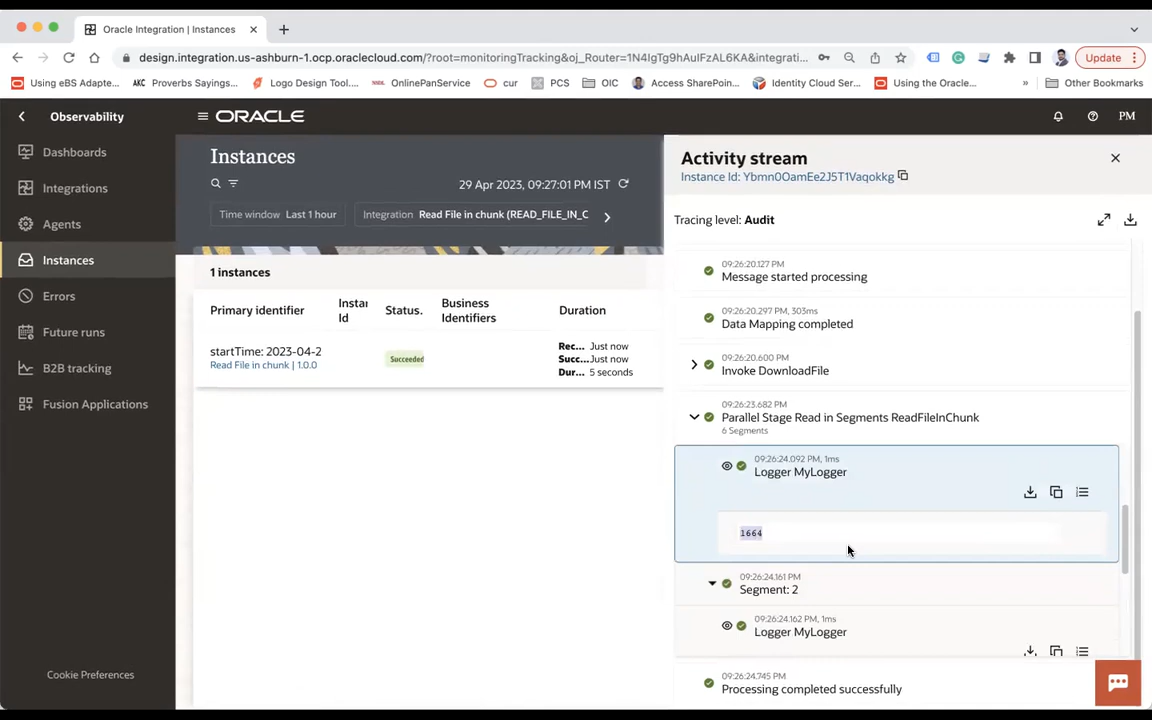 Oracle Integration | Instances
design.integration.us-ashburn-1.ocp.oraclecloud.com/?root=monitoringTracking&oj_Router=1N4IgTg9hAuIFzAL6KA&integrati...
Update
Using eBS Adapte...
AKC Proverbs Sayings...
Logo Design Tool....
OnlinePanService
cur
PCS
OIC
Access SharePoin...
Identity Cloud Ser...
Using the Oracle...
»
Other Bookmarks
Observability
ORACLE
PM
Dashboards
Integrations
Agents
Instances
Errors
Future runs
B2B tracking
Fusion Applications
Cookie Preferences
Instances
29 Apr 2023, 09:27:01 PM IST
Time window Last 1 hour
Integration Read File in chunk (READ_FILE_IN_C
1 instances
Primary identifier
Instan
Id
Status.
Business
Identifiers
Duration
startTime: 2023-04-2
Read File in chunk | 1.0.0
Succeeded
Rec... Just now
Succ... Just now
Dur... 5 seconds
Activity stream
Instance Id: Ybmn0OamEe2J5T1Vaqokkg
Tracing level: Audit
09:26:20.127 PM
Message started processing
09:26:20.297 PM, 303ms
Data Mapping completed
09:26:20.600 PM
Invoke DownloadFile
09:26:23.682 PM
Parallel Stage Read in Segments ReadFileInChunk
6 Segments
09:26:24.092 PM, 1ms
Logger MyLogger
1664
09:26:24.161 PM
Segment: 2
09:26:24.162 PM, 1ms
Logger MyLogger
09:26:24.745 PM
Processing completed successfully